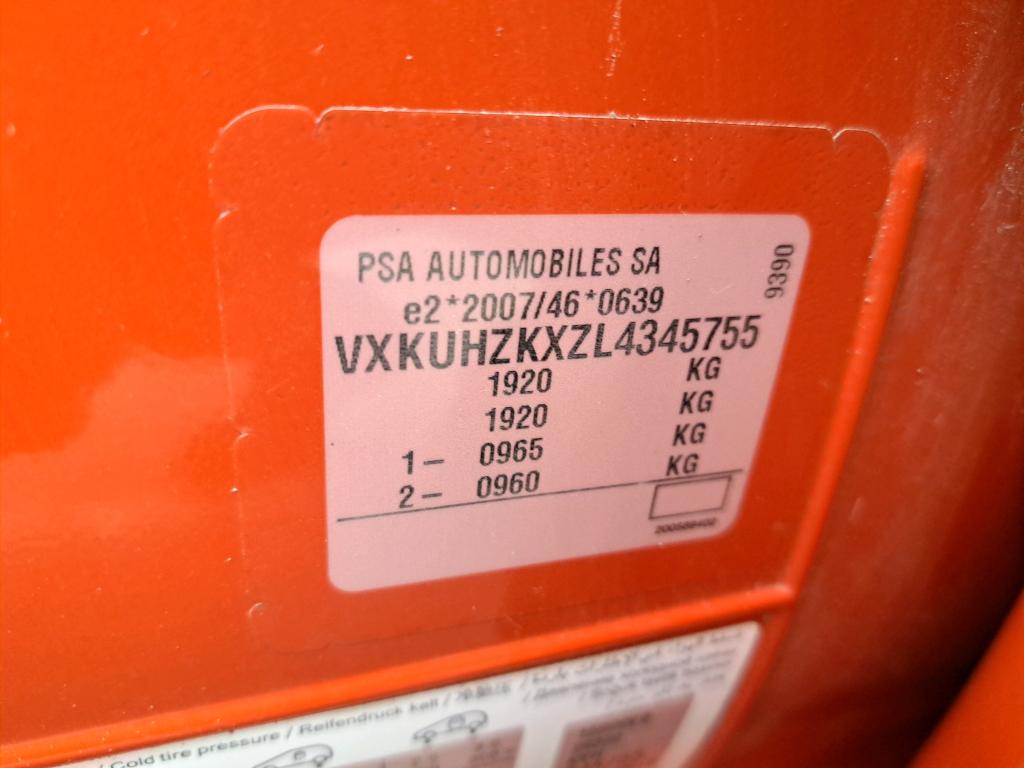 PSA AUTOMOBILES SA
9390
e2*2007/46*0639
VXKUHZKXZL4345755
1920 KG
1920 KG
1– 0965 KG
2– 0960 KG
Cold tire pressure / Reifendruck kalt /